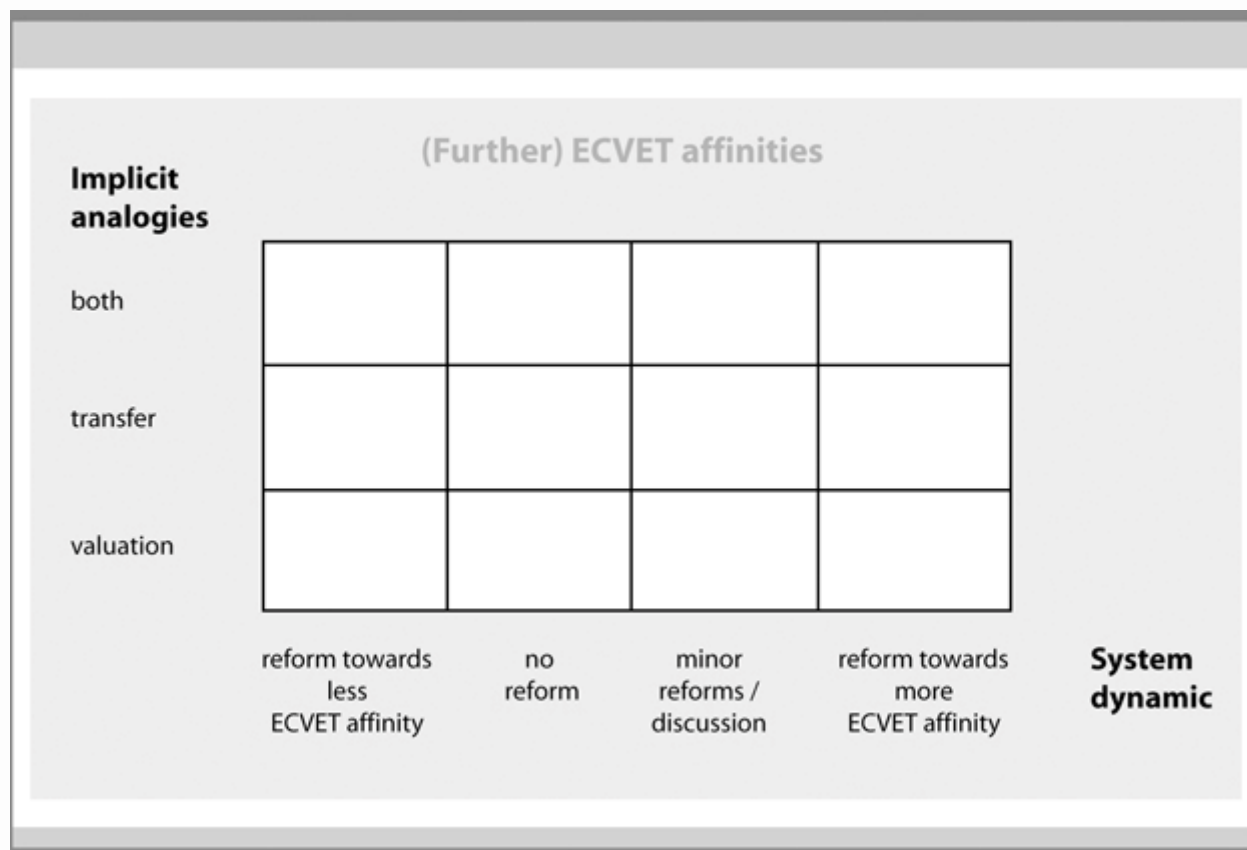 (Further) ECVET affinities
Implicit
analogies
both
transfer
valuation
reform towards
less
ECVET affinity
no
reform
minor
reforms /
discussion
reform towards
more
ECVET affinity
System
dynamic